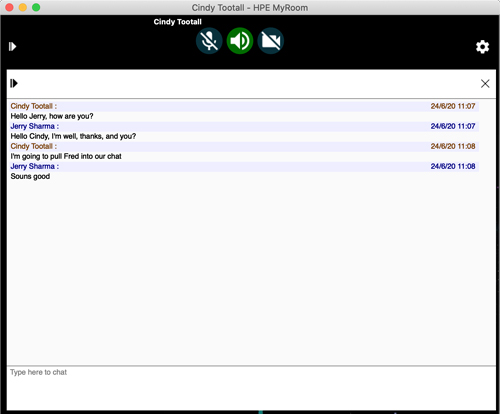 Cindy Tootall - HPE MyRoom
Cindy Tootall
Cindy Tootall : 24/6/20 11:07
Hello Jerry, how are you?
Jerry Sharma : 24/6/20 11:07
Hello Cindy, I'm well, thanks, and you?
Cindy Tootall : 24/6/20 11:08
I'm going to pull Fred into our chat
Jerry Sharma : 24/6/20 11:08
Souns good
Type here to chat